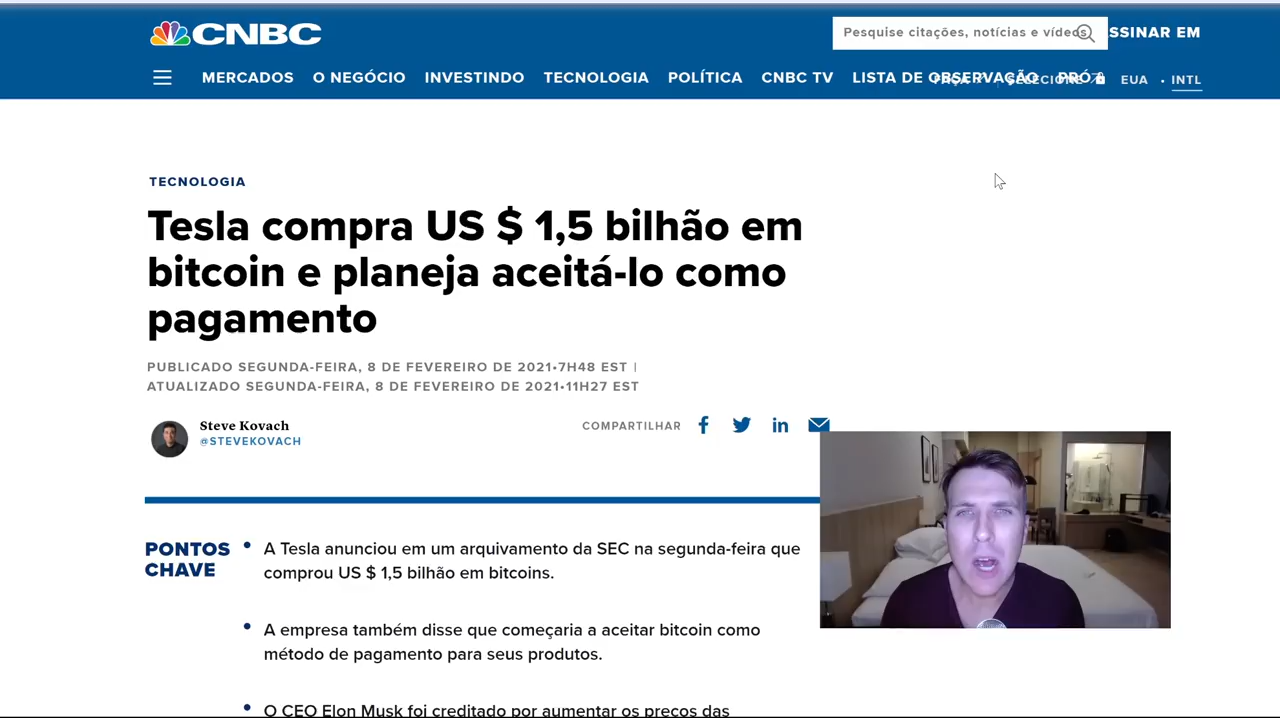 CNBC
Pesquise citações, notícias e vídeos
SSINAR EM
MERCADOS O NEGÓCIO INVESTINDO TECNOLOGIA POLÍTICA CNBC TV LISTA DE OBSERVAÇÃO PRÓ EUA • INTL
TECNOLOGIA
Tesla compra US $ 1,5 bilhão em
bitcoin e planeja aceitá-lo como
pagamento
PUBLICADO SEGUNDA-FEIRA, 8 DE FEVEREIRO DE 2021•7H48 EST |
ATUALIZADO SEGUNDA-FEIRA, 8 DE FEVEREIRO DE 2021•11H27 EST
Steve Kovach
@STEVEKOVACH
COMPARTILHAR
PONTOS
CHAVE
• A Tesla anunciou em um arquivamento da SEC na segunda-feira que
comprou US $ 1,5 bilhão em bitcoins.
• A empresa também disse que começaria a aceitar bitcoin como
método de pagamento para seus produtos.
• O CEO Elon Musk foi creditado por aumentar os preços das